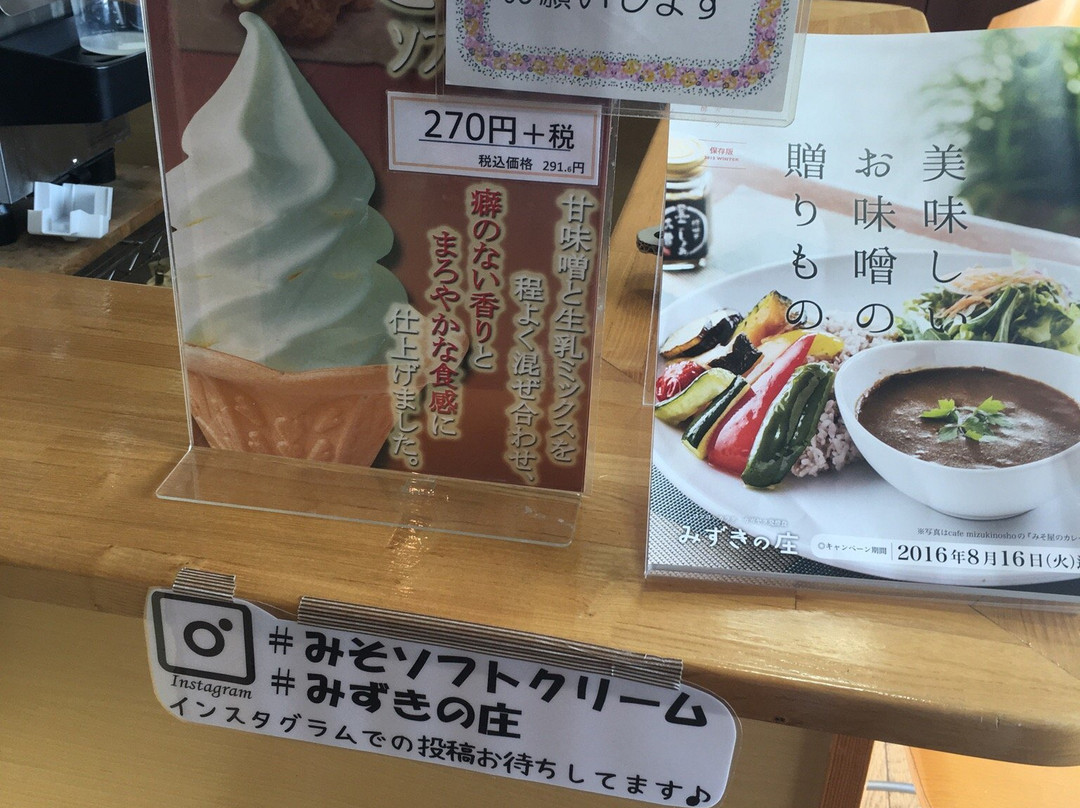 ソフ
お願いします
270円+税
税込価格 291.6円
甘味噌と生乳ミックスを
程よく混ぜ合わせ、
癖のない香りと
まろやかな食感に
仕上げました。
保存版
美味しい
お味噌の
贈りもの
みずきの庄
※写真はcafe mizukinoshoの『みそ屋のカレー
◎キャンペーン期間 2016年8月16日(火)
Instagram
#みそソフトクリーム
#みずきの庄
インスタグラムでの投稿お待ちしてます♪